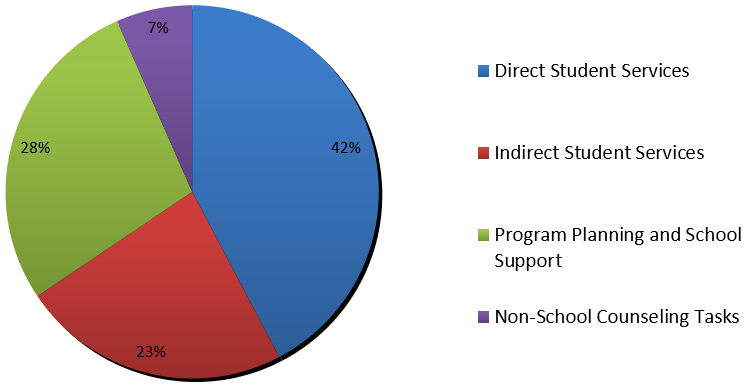 7%
42%
28%
23%
Direct Student Services
Indirect Student Services
Program Planning and School
Support
Non-School Counseling Tasks